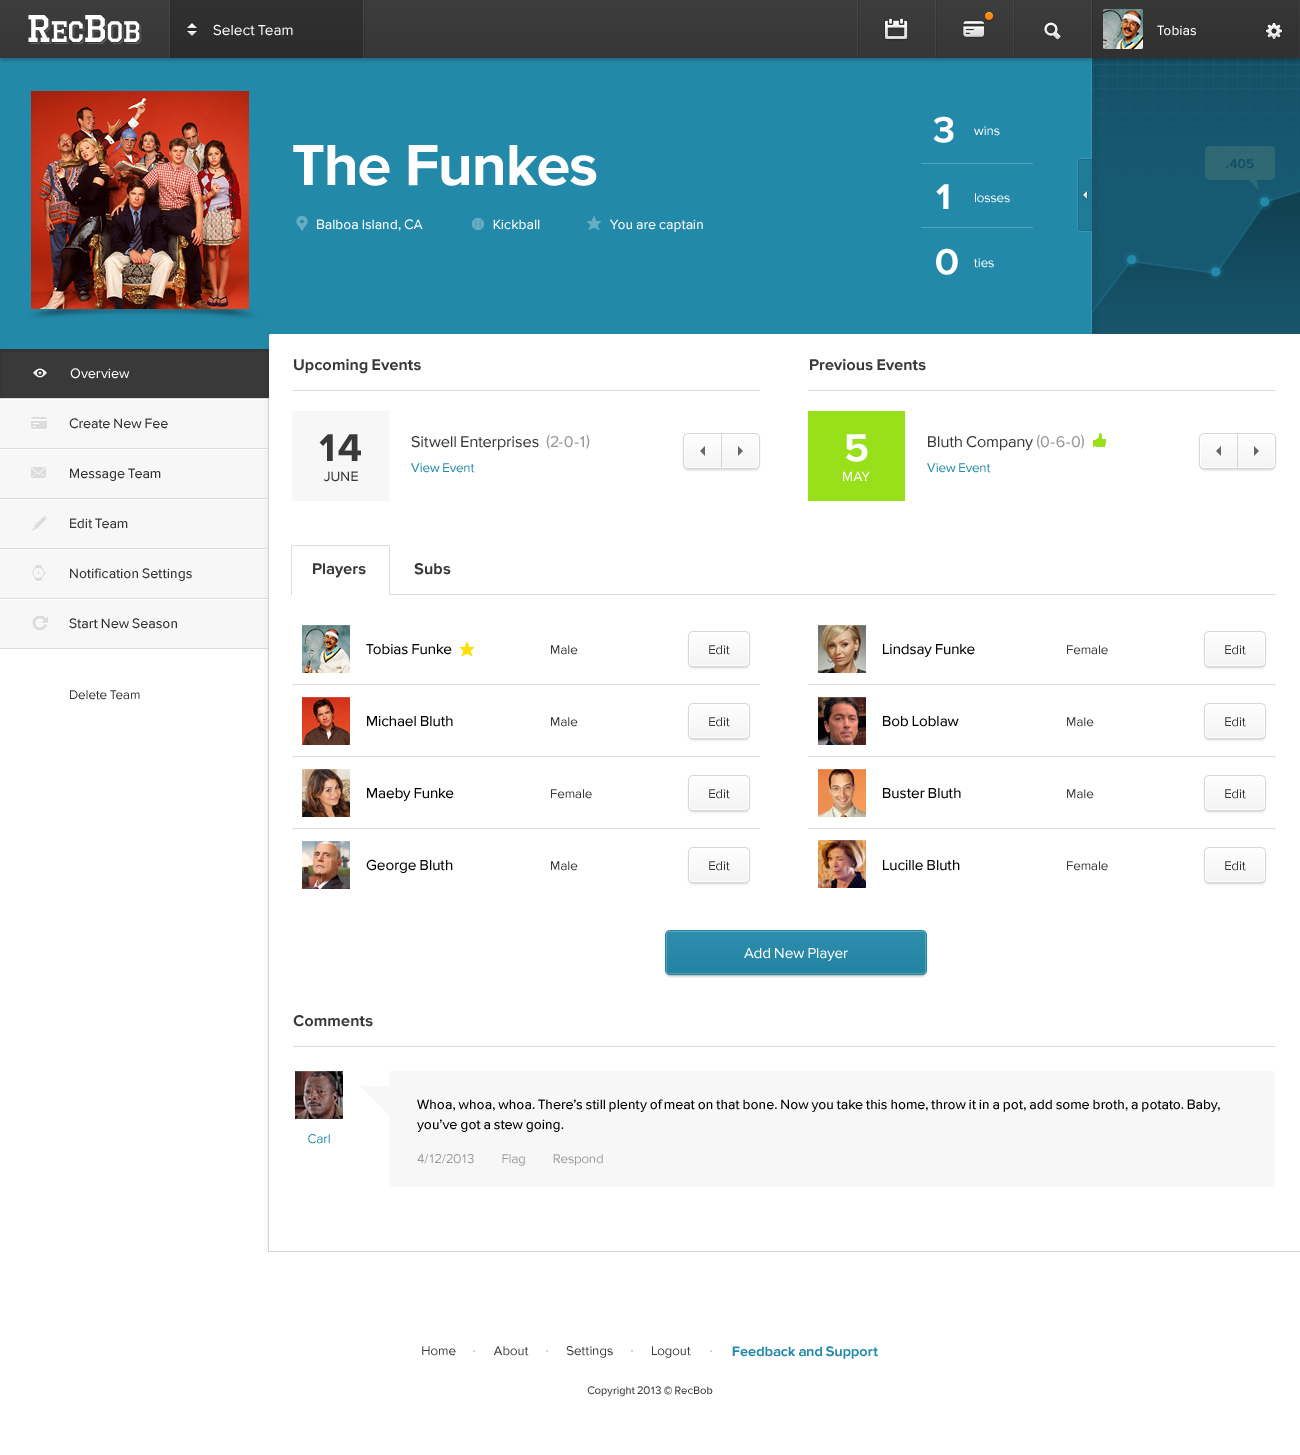 RECBOB
Select Team
Tobias
The Funkes
Balboa Island, CA
Kickball
You are captain
3 wins
1 losses
0 ties
.405
Overview
Create New Fee
Message Team
Edit Team
Notification Settings
Start New Season
Delete Team
Upcoming Events
14
JUNE
Sitwell Enterprises (2-0-1)
View Event
Previous Events
5
MAY
Bluth Company (0-6-0)
View Event
Players
Subs
Tobias Funke Male Edit
Lindsay Funke Female Edit
Michael Bluth Male Edit
Bob Loblaw Male Edit
Maeby Funke Female Edit
Buster Bluth Male Edit
George Bluth Male Edit
Lucille Bluth Female Edit
Add New Player
Comments
Carl
Whoa, whoa, whoa. There's still plenty of meat on that bone. Now you take this home, throw it in a pot, add some broth, a potato. Baby,
you've got a stew going.
4/12/2013 Flag Respond
Home · About · Settings · Logout · Feedback and Support
Copyright 2013 © RecBob